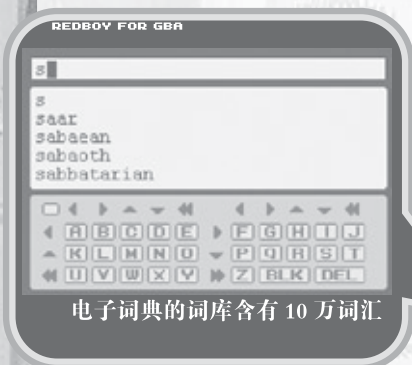 REDBOY FOR GBA
s
s
saar
sabaean
sabaoth
sabbatarian
A B C D E F G H I J
K L M N O P Q R S T
U V W X Y Z BLK DEL
电子词典的词库含有 10 万词汇